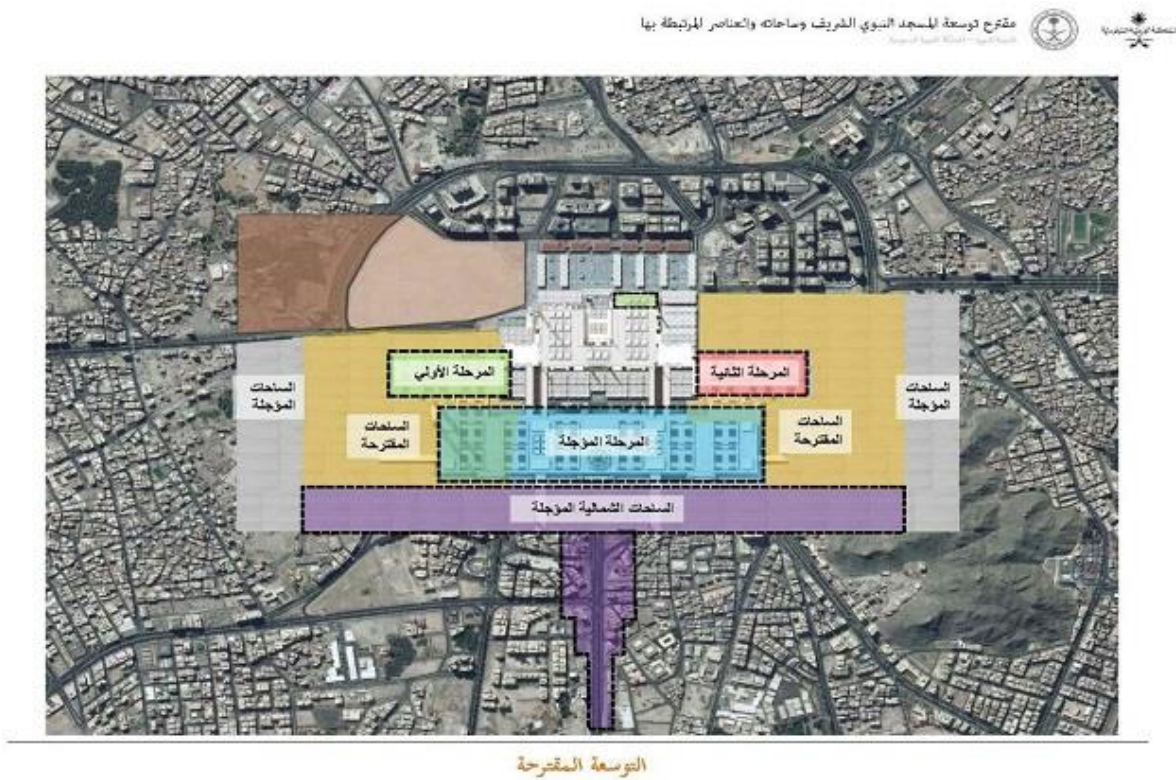 مقترح توسعة المسجد النبوي الشريف وساحاته والعناصر المرتبطة بها
المرحلة الأولي
المرحلة الثانية
الساحات
المؤجلة
الساحات
المؤجلة
الساحات
المقترحة
المرحلة المؤجلة
الساحات
المقترحة
الساحات الشمالية المؤجلة
التوسعة المقترحة